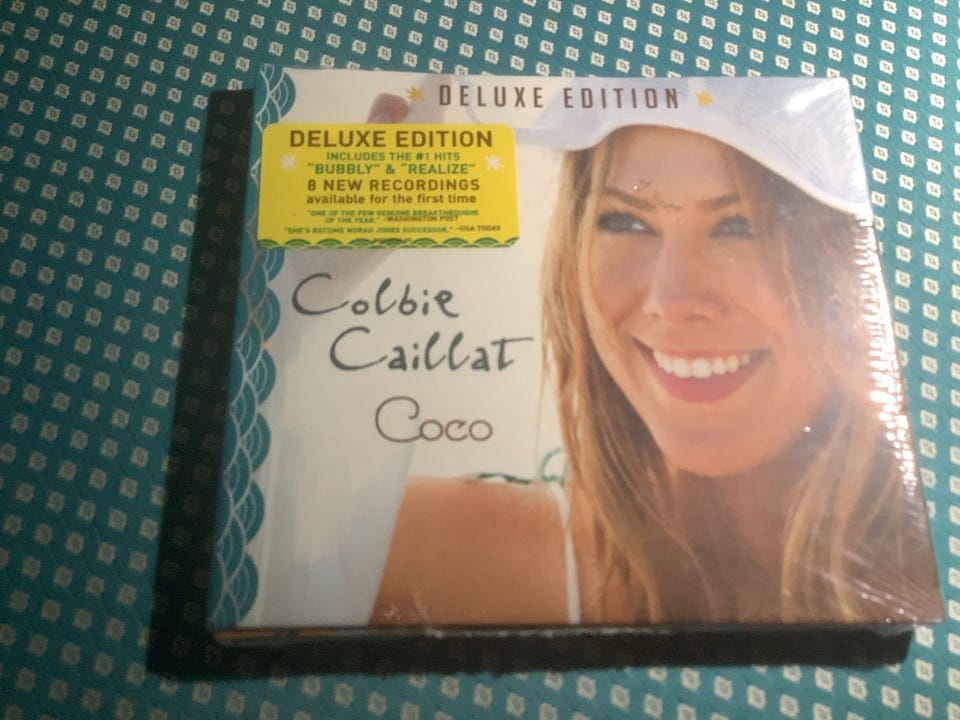 DELUXE EDITION
DELUXE EDITION
INCLUDES THE #1 HITS
"BUBBLY" & "REALIZE"
8 NEW RECORDINGS
available for the first time
"ONE OF THE FEW GENUINE BREAKTHROUGHS
OF THE YEAR." -WASHINGTON POST
"SHE'S BECOME NORAH JONES SUCCESSOR." -USA TODAY
Colbie
Caillat
Coco